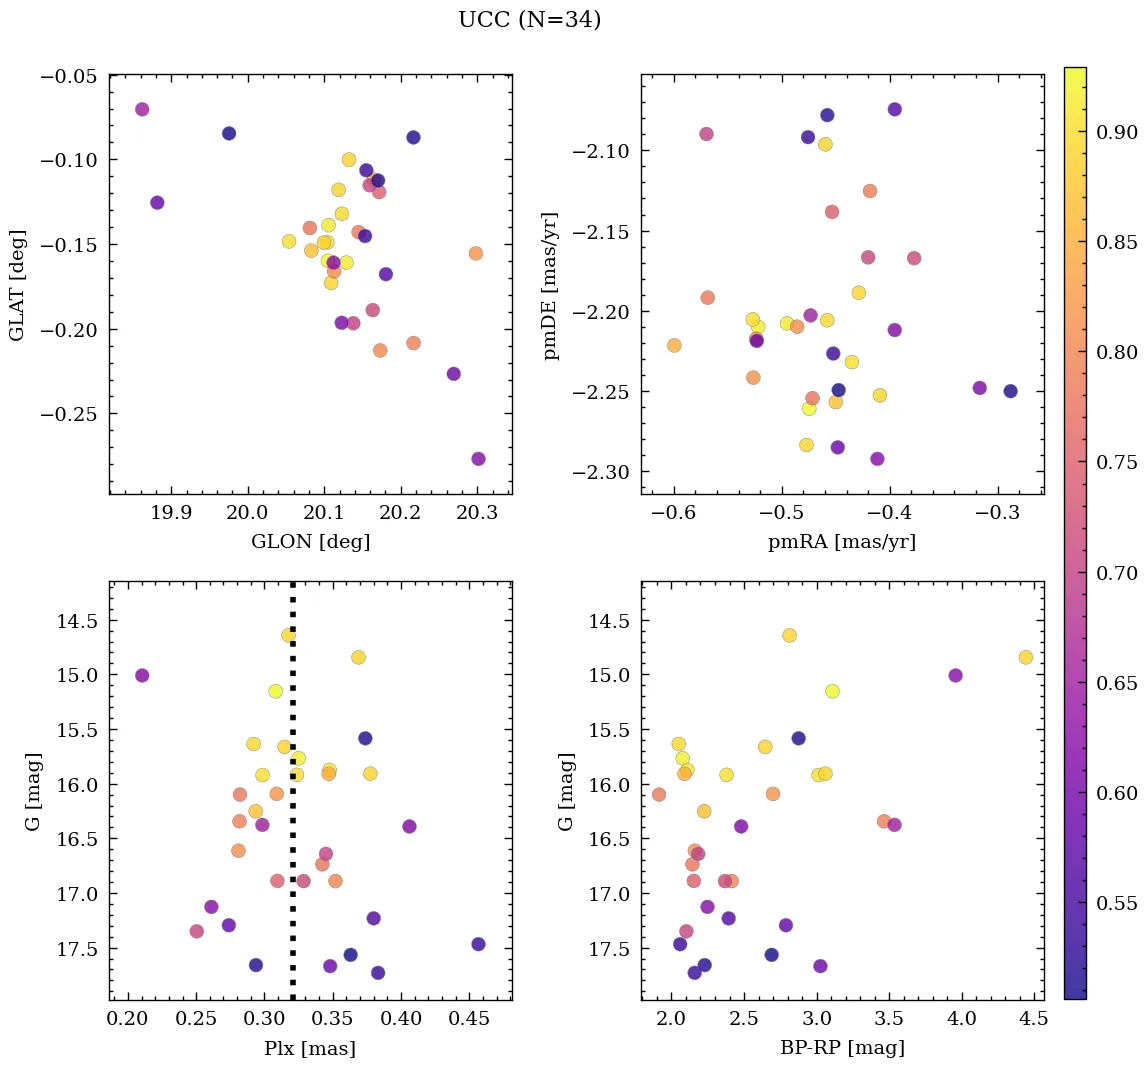 UCC (N=34)
−0.05
−0.10
−0.15
−0.20
−0.25
GLAT [deg]
19.9 20.0 20.1 20.2 20.3
GLON [deg]
−2.10
−2.15
−2.20
−2.25
−2.30
pmDE [mas/yr]
−0.6 −0.5 −0.4 −0.3
pmRA [mas/yr]
14.5
15.0
15.5
16.0
16.5
17.0
17.5
G [mag]
0.20 0.25 0.30 0.35 0.40 0.45
Plx [mas]
14.5
15.0
15.5
16.0
16.5
17.0
17.5
G [mag]
2.0 2.5 3.0 3.5 4.0 4.5
BP-RP [mag]
0.90
0.85
0.80
0.75
0.70
0.65
0.60
0.55